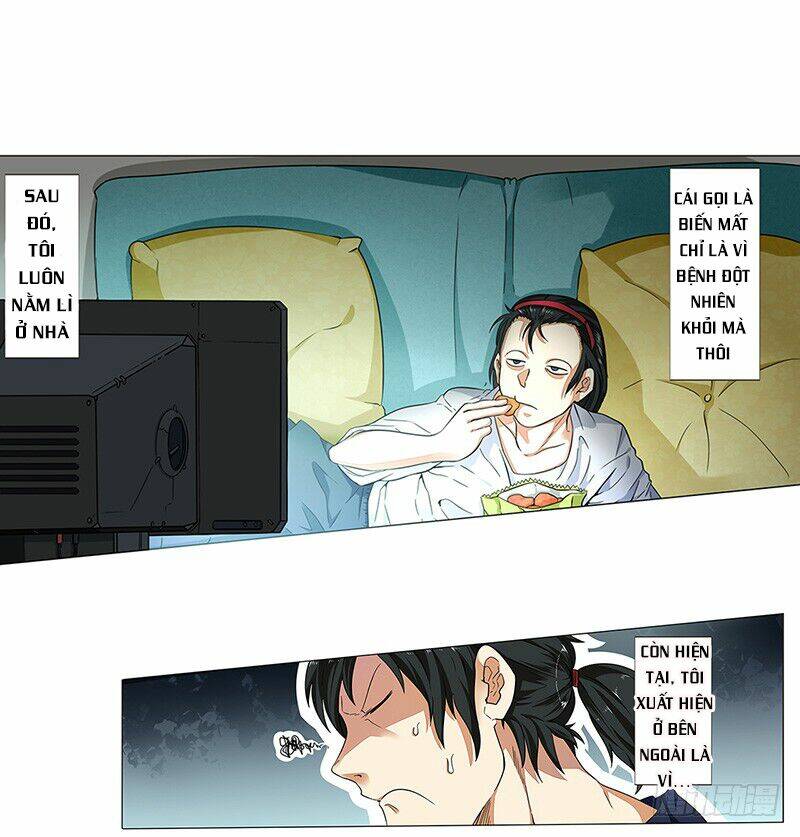 SAU
ĐÓ,
TÔI
LUÔN
NẰM LÌ
Ở NHÀ
CÁI GỌI LÀ
BIẾN MẤT
CHỈ LÀ VÌ
BỆNH ĐỘT
NHIÊN
KHỎI MÀ
THÔI
CÒN HIỆN
TẠI, TÔI
XUẤT HIỆN
Ở BÊN
NGOÀI LÀ
VÌ...